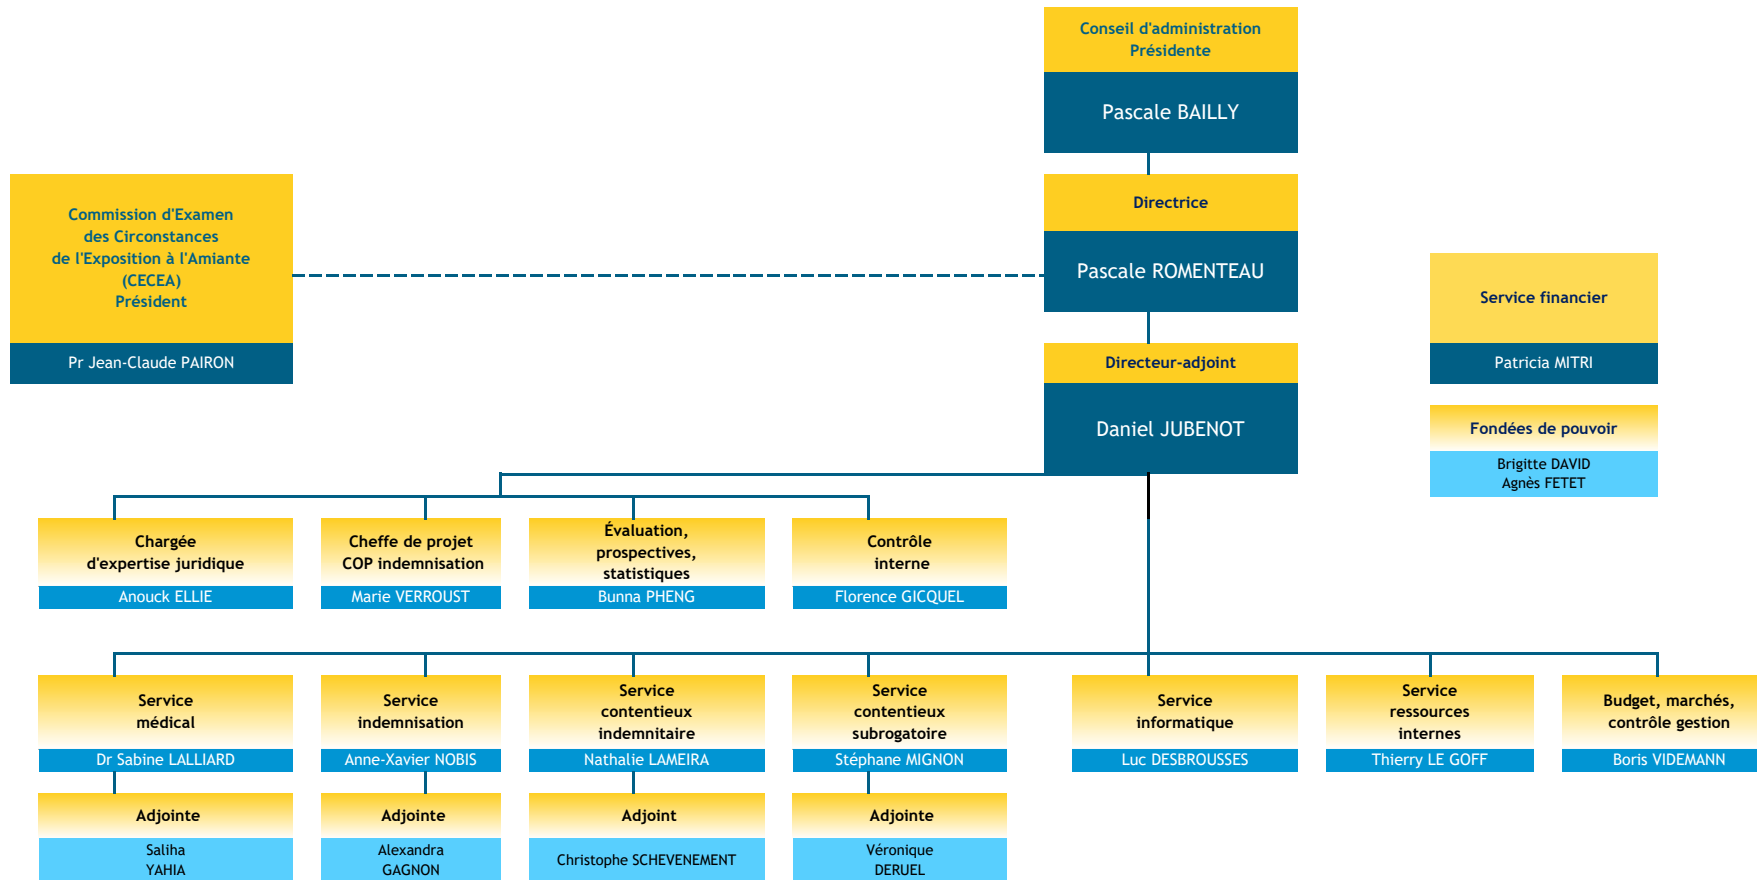 Conseil d'administration
Présidente
Pascale BAILLY
Commission d'Examen
des Circonstances
de l'Exposition à l'Amiante
(CECEA)
Président
Pr Jean-Claude PAIRON
Directrice
Pascale ROMENTEAU
Service financier
Patricia MITRI
Directeur-adjoint
Daniel JUBENOT
Fondées de pouvoir
Brigitte DAVID
Agnès FETET
Chargée
d'expertise juridique
Anouck ELLIE
Cheffe de projet
COP indemnisation
Marie VERROUST
Évaluation,
prospectives,
statistiques
Bunna PHENG
Contrôle
interne
Florence GICQUEL
Service
médical
Dr Sabine LALLIARD
Service
indemnisation
Anne-Xavier NOBIS
Service
contentieux
indemnitaire
Nathalie LAMEIRA
Service
contentieux
subrogatoire
Stéphane MIGNON
Service
informatique
Luc DESBROUSSES
Service
ressources
internes
Thierry LE GOFF
Budget, marchés,
contrôle gestion
Boris VIDEMANN
Adjointe
Saliha
YAHIA
Adjointe
Alexandra
GAGNON
Adjoint
Christophe SCHEVENEMENT
Adjointe
Véronique
DERUEL